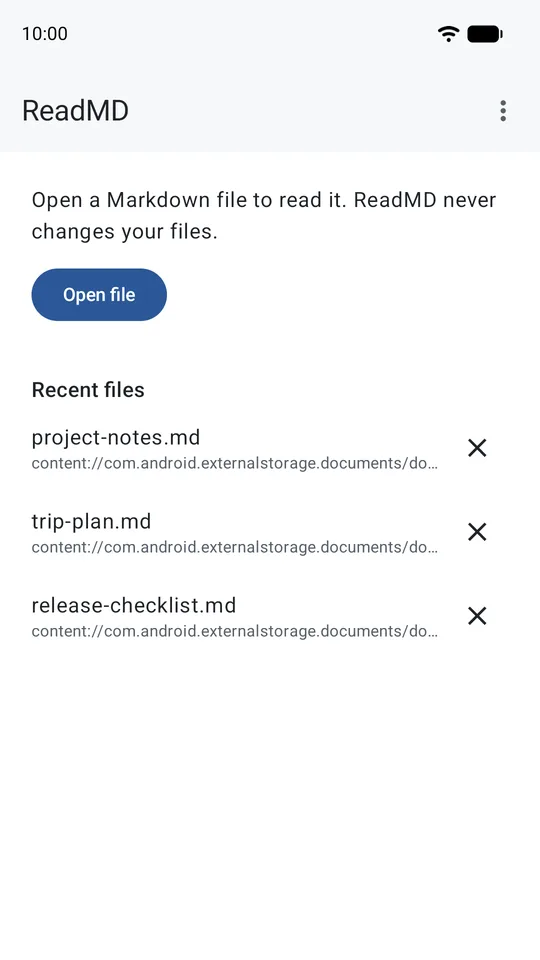 10:00
ReadMD
Open a Markdown file to read it. ReadMD never
changes your files.
Open file
Recent files
project-notes.md
content://com.android.externalstorage.documents/do…
trip-plan.md
content://com.android.externalstorage.documents/do…
release-checklist.md
content://com.android.externalstorage.documents/do…